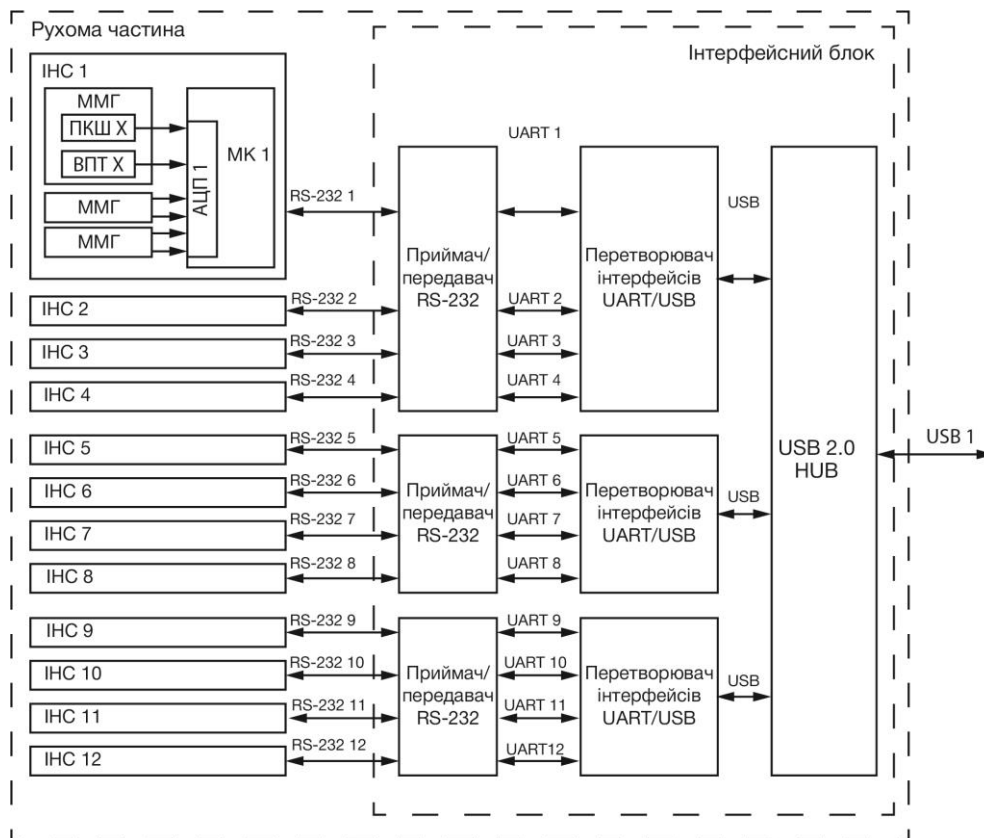 Рухома частина
Інтерфейсний блок
ІНС 1
ММГ
ПКШ X
ВПТ X
ММГ
ММГ
АЦП 1
МК 1
RS-232 1
UART 1
USB
Приймач/
передавач
RS-232
Перетворювач
інтерфейсів
UART/USB
ІНС 2
RS-232 2
UART 2
ІНС 3
RS-232 3
UART 3
ІНС 4
RS-232 4
UART 4
ІНС 5
RS-232 5
UART 5
ІНС 6
RS-232 6
UART 6
ІНС 7
RS-232 7
UART 7
ІНС 8
RS-232 8
UART 8
Приймач/
передавач
RS-232
Перетворювач
інтерфейсів
UART/USB
USB
USB 2.0
HUB
USB 1
ІНС 9
RS-232 9
UART 9
ІНС 10
RS-232 10
UART 10
ІНС 11
RS-232 11
UART 11
ІНС 12
RS-232 12
UART12
Приймач/
передавач
RS-232
Перетворювач
інтерфейсів
UART/USB
USB